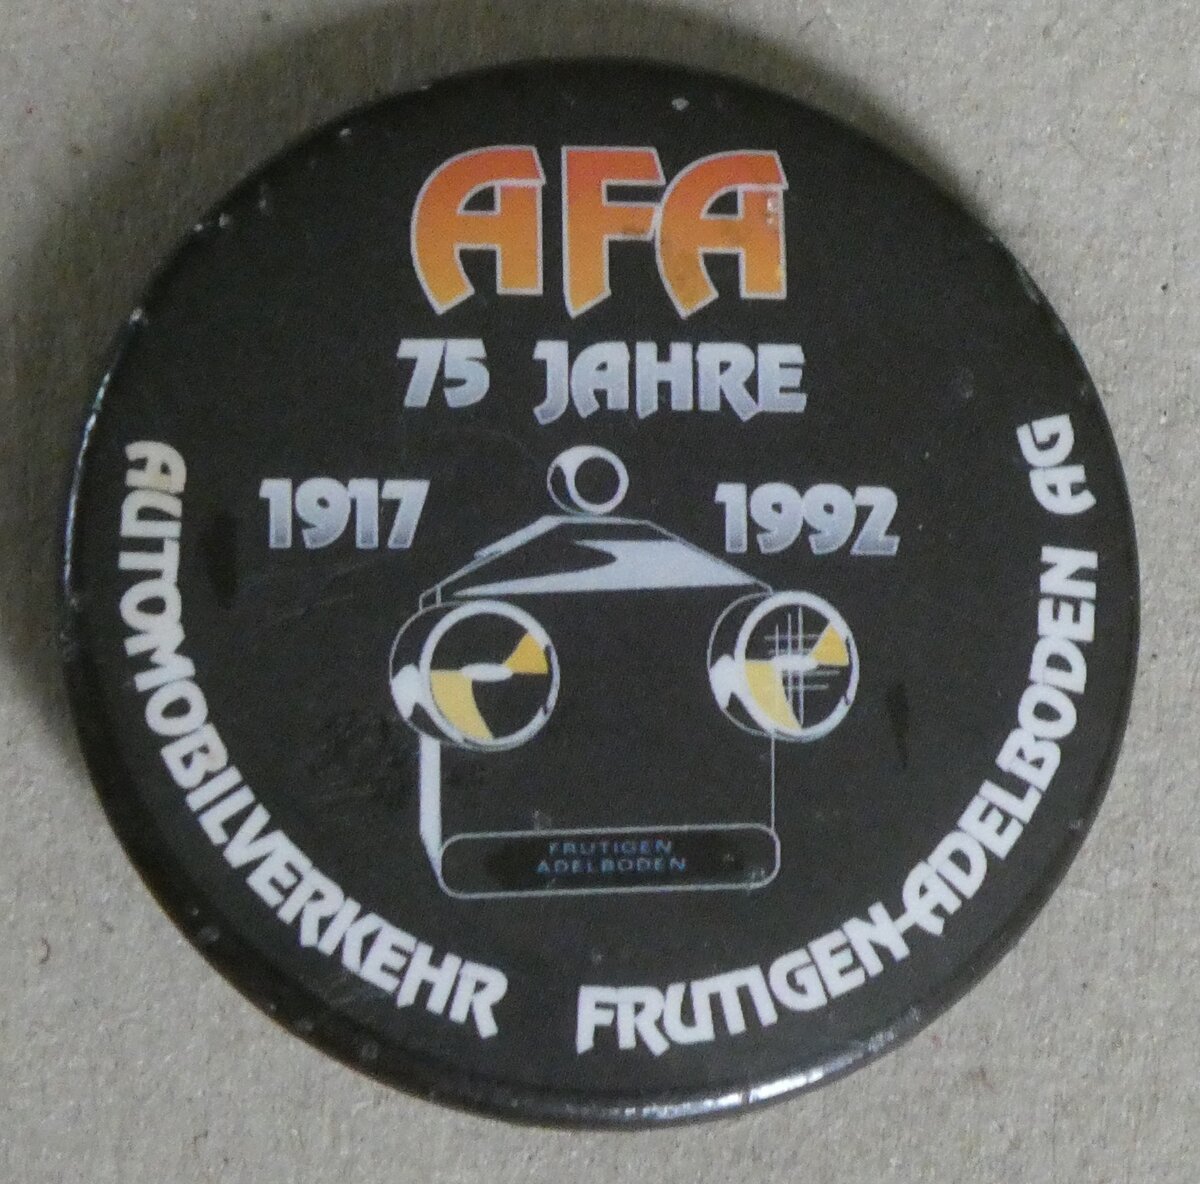 AFA
75 JAHRE
1917 1992
FRUTIGEN
ADELBODEN
AUTOMOBILVERKEHR FRUTIGEN-ADELBODEN AG